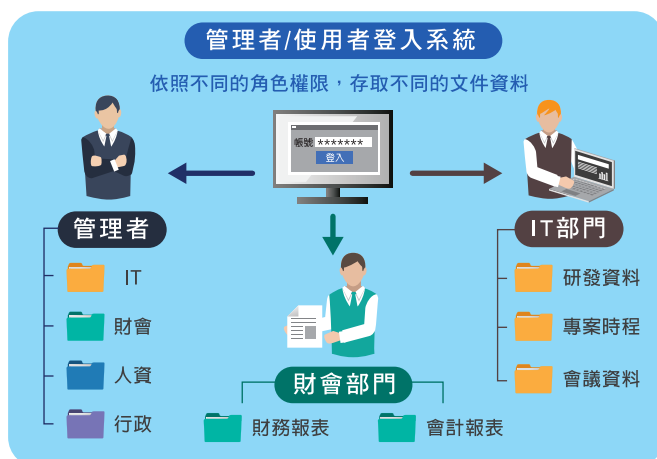 管理者/使用者登入系統
依照不同的角色權限，存取不同的文件資料
帳號 *******
登入
管理者
IT
財會
人資
行政
IT部門
研發資料
專案時程
會議資料
財會部門
財務報表
會計報表